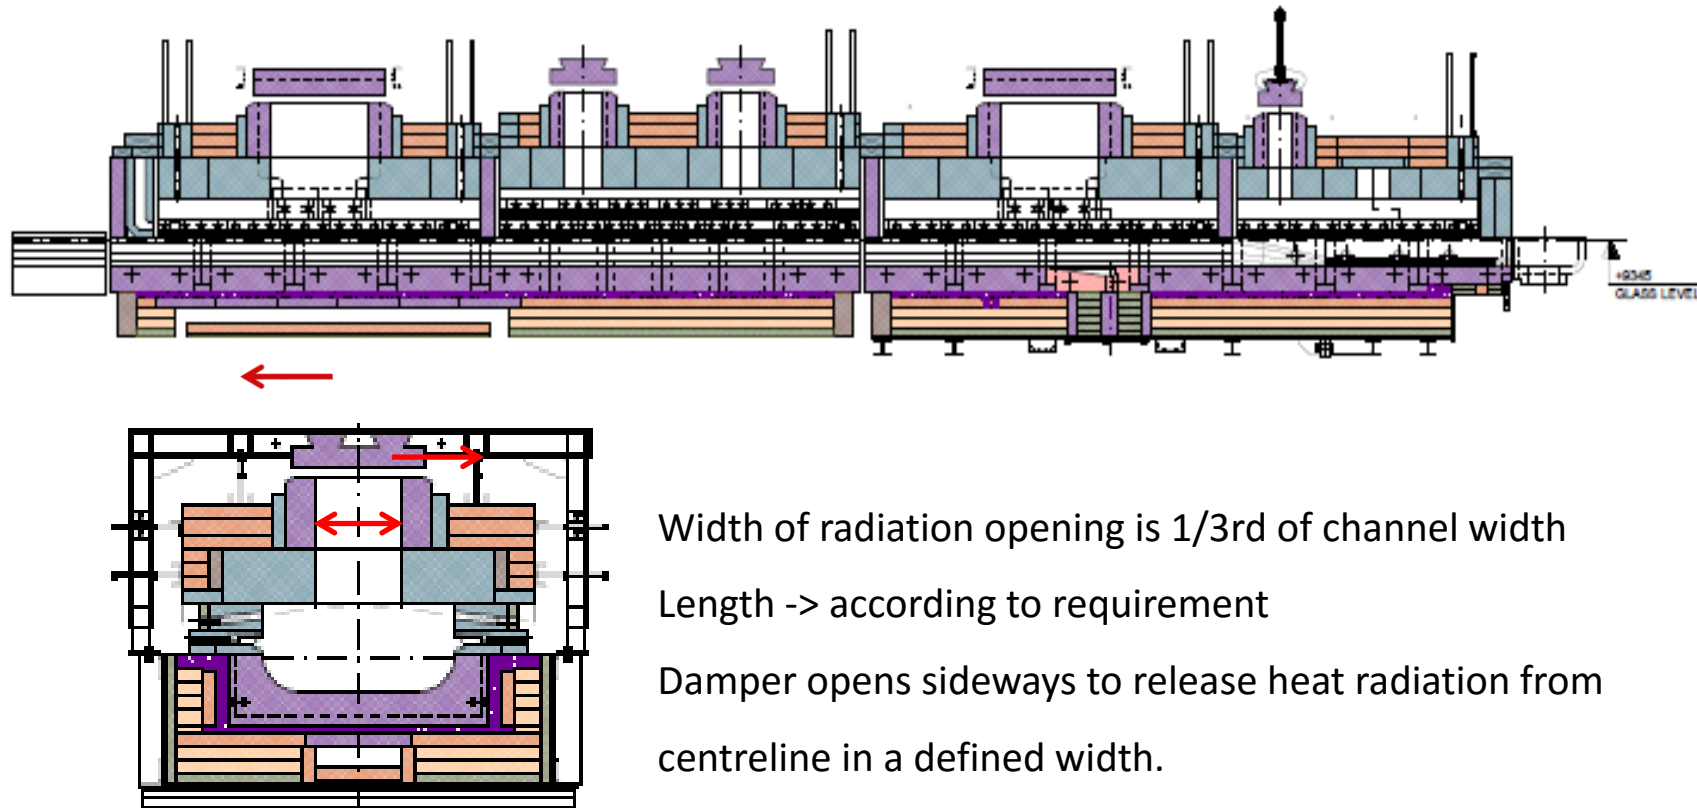 +9345
GLASS LEVEL
Width of radiation opening is 1/3rd of channel width
Length -> according to requirement
Damper opens sideways to release heat radiation from
centreline in a defined width.